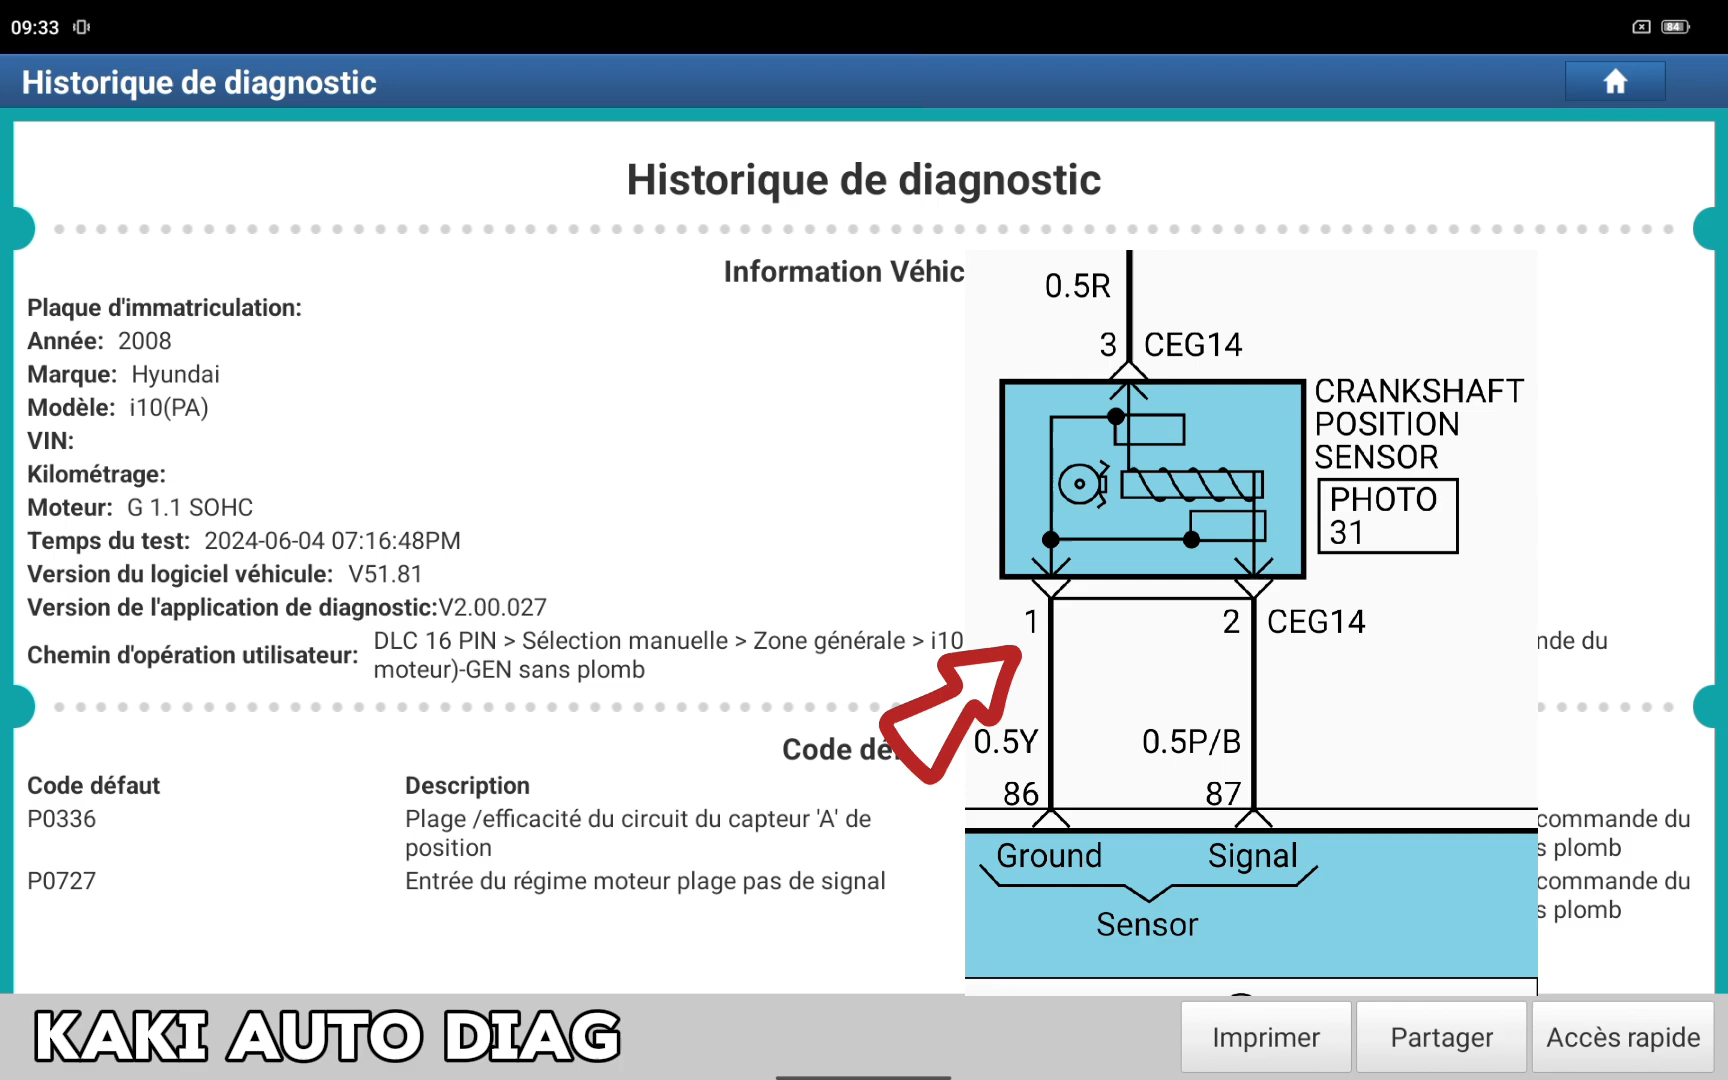 09:33
84
Historique de diagnostic
Historique de diagnostic
Information Véhic
Plaque d'immatriculation:
Année: 2008
Marque: Hyundai
Modèle: i10(PA)
VIN:
Kilométrage:
Moteur: G 1.1 SOHC
Temps du test: 2024-06-04 07:16:48PM
Version du logiciel véhicule: V51.81
Version de l'application de diagnostic:V2.00.027
Chemin d'opération utilisateur: DLC 16 PIN > Sélection manuelle > Zone générale > i10
moteur)-GEN sans plomb
nde du
Code dé
Code défaut Description
P0336 Plage /efficacité du circuit du capteur 'A' de
position
commande du
s plomb
P0727 Entrée du régime moteur plage pas de signal
commande du
s plomb
0.5R
3 CEG14
CRANKSHAFT
POSITION
SENSOR
PHOTO
31
1 2 CEG14
0.5Y 0.5P/B
86 87
Ground Signal
Sensor
KAKI AUTO DIAG
Imprimer Partager Accès rapide